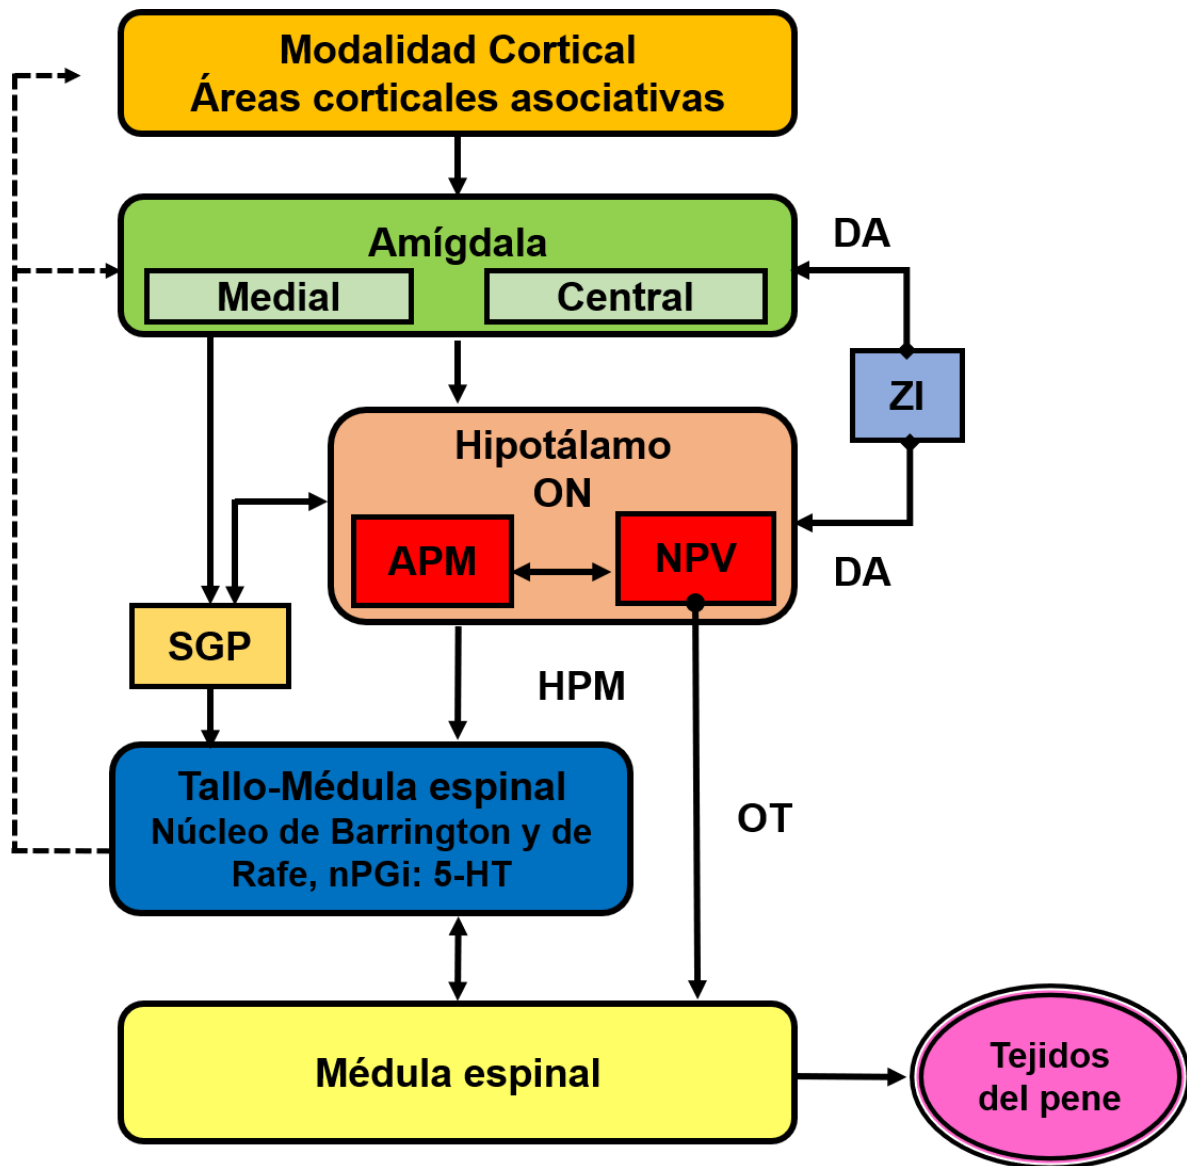 Modalidad Cortical
Áreas corticales asociativas
Amígdala
DA
Medial
Central
ZI
Hipotálamo
ON
APM
NPV
DA
SGP
HPM
Tallo-Médula espinal
Núcleo de Barrington y de
Rafe, nPGi: 5-HT
OT
Médula espinal
Tejidos
del pene